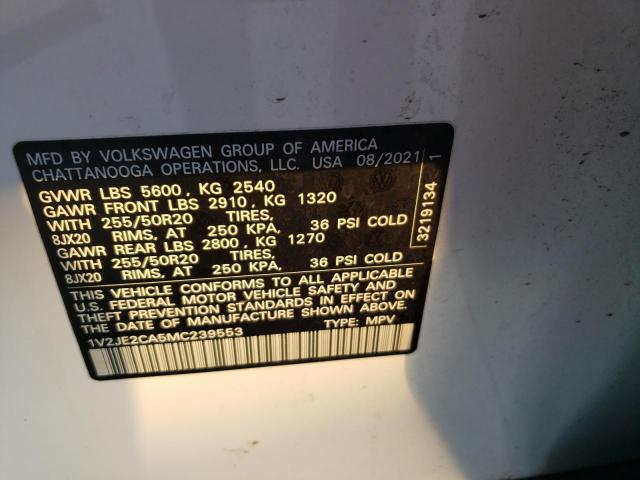 MFD BY VOLKSWAGEN GROUP OF AMERICA
CHATTANOOGA OPERATIONS, LLC. USA 08/2021
GVWR LBS 5600, KG 2540
GAWR FRONT LBS 2910, KG 1320
WITH 255/50R20 TIRES,
8JX20 RIMS, AT 250 KPA, 36 PSI COLD
GAWR REAR LBS 2800, KG 1270
WITH 255/50R20 TIRES,
8JX20 RIMS, AT 250 KPA, 36 PSI COLD
THIS VEHICLE CONFORMS TO ALL APPLICABLE
U.S. FEDERAL MOTOR VEHICLE SAFETY AND
THEFT PREVENTION STANDARDS IN EFFECT ON
THE DATE OF MANUFACTURE SHOWN ABOVE.
1V2JE2CA5MC239553 TYPE: MPV
3219134 1